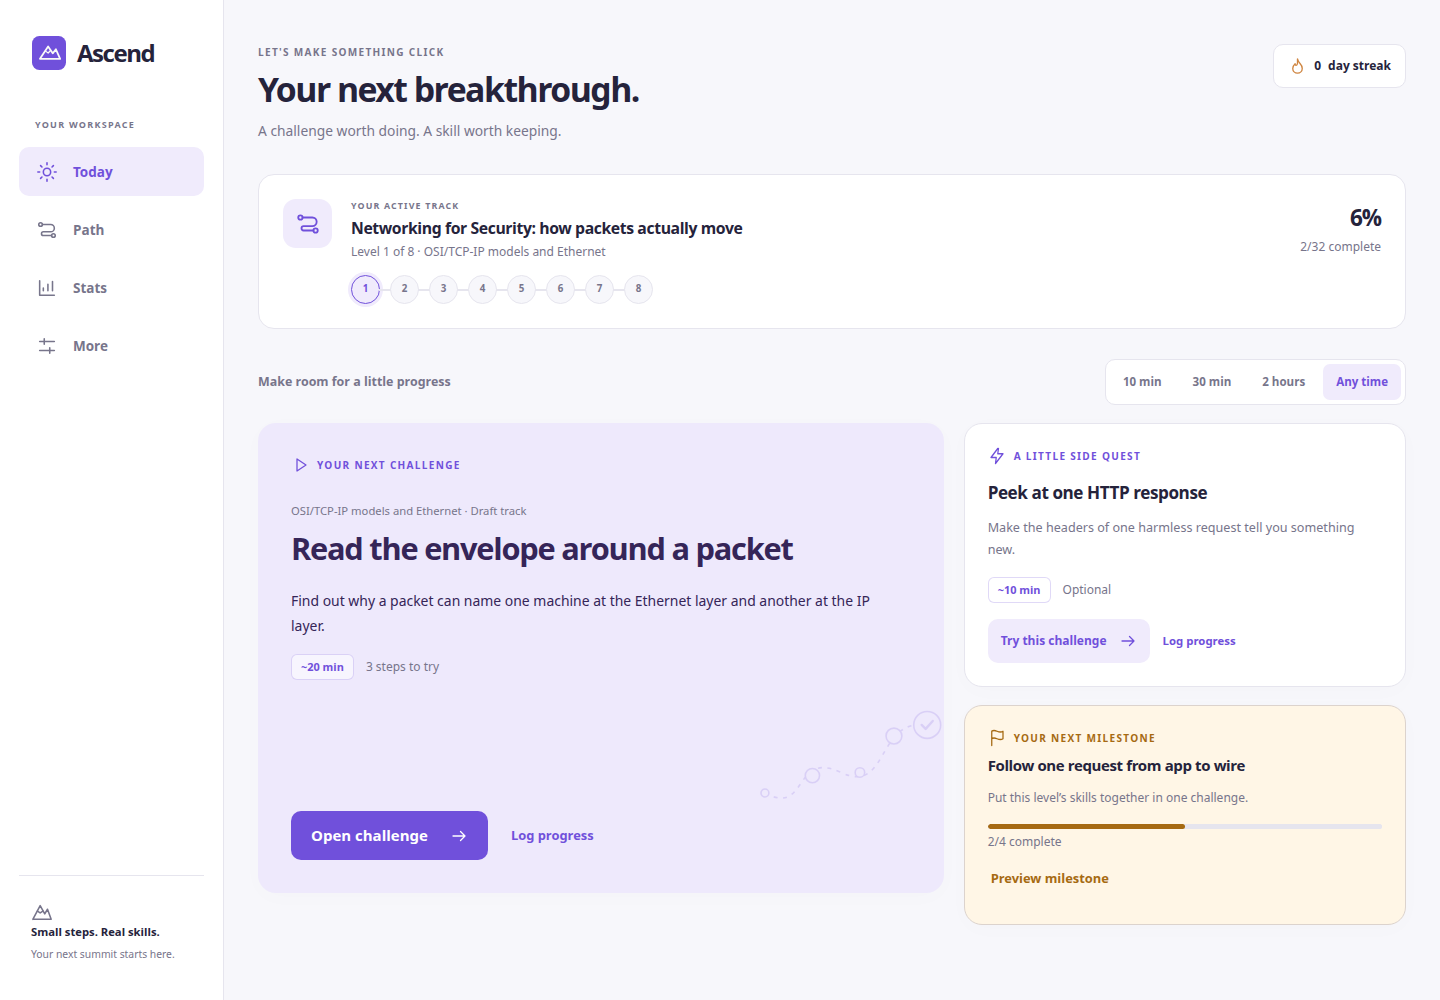 Ascend
YOUR WORKSPACE
Today
Path
Stats
More
Small steps. Real skills.
Your next summit starts here.
LET'S MAKE SOMETHING CLICK
Your next breakthrough.
A challenge worth doing. A skill worth keeping.
0 day streak
YOUR ACTIVE TRACK
Networking for Security: how packets actually move
Level 1 of 8 · OSI/TCP-IP models and Ethernet
1 2 3 4 5 6 7 8
6%
2/32 complete
Make room for a little progress
10 min 30 min 2 hours Any time
YOUR NEXT CHALLENGE
OSI/TCP-IP models and Ethernet · Draft track
Read the envelope around a packet
Find out why a packet can name one machine at the Ethernet layer and another at the IP
layer.
~20 min 3 steps to try
Open challenge Log progress
A LITTLE SIDE QUEST
Peek at one HTTP response
Make the headers of one harmless request tell you something
new.
~10 min Optional
Try this challenge Log progress
YOUR NEXT MILESTONE
Follow one request from app to wire
Put this level’s skills together in one challenge.
2/4 complete
Preview milestone